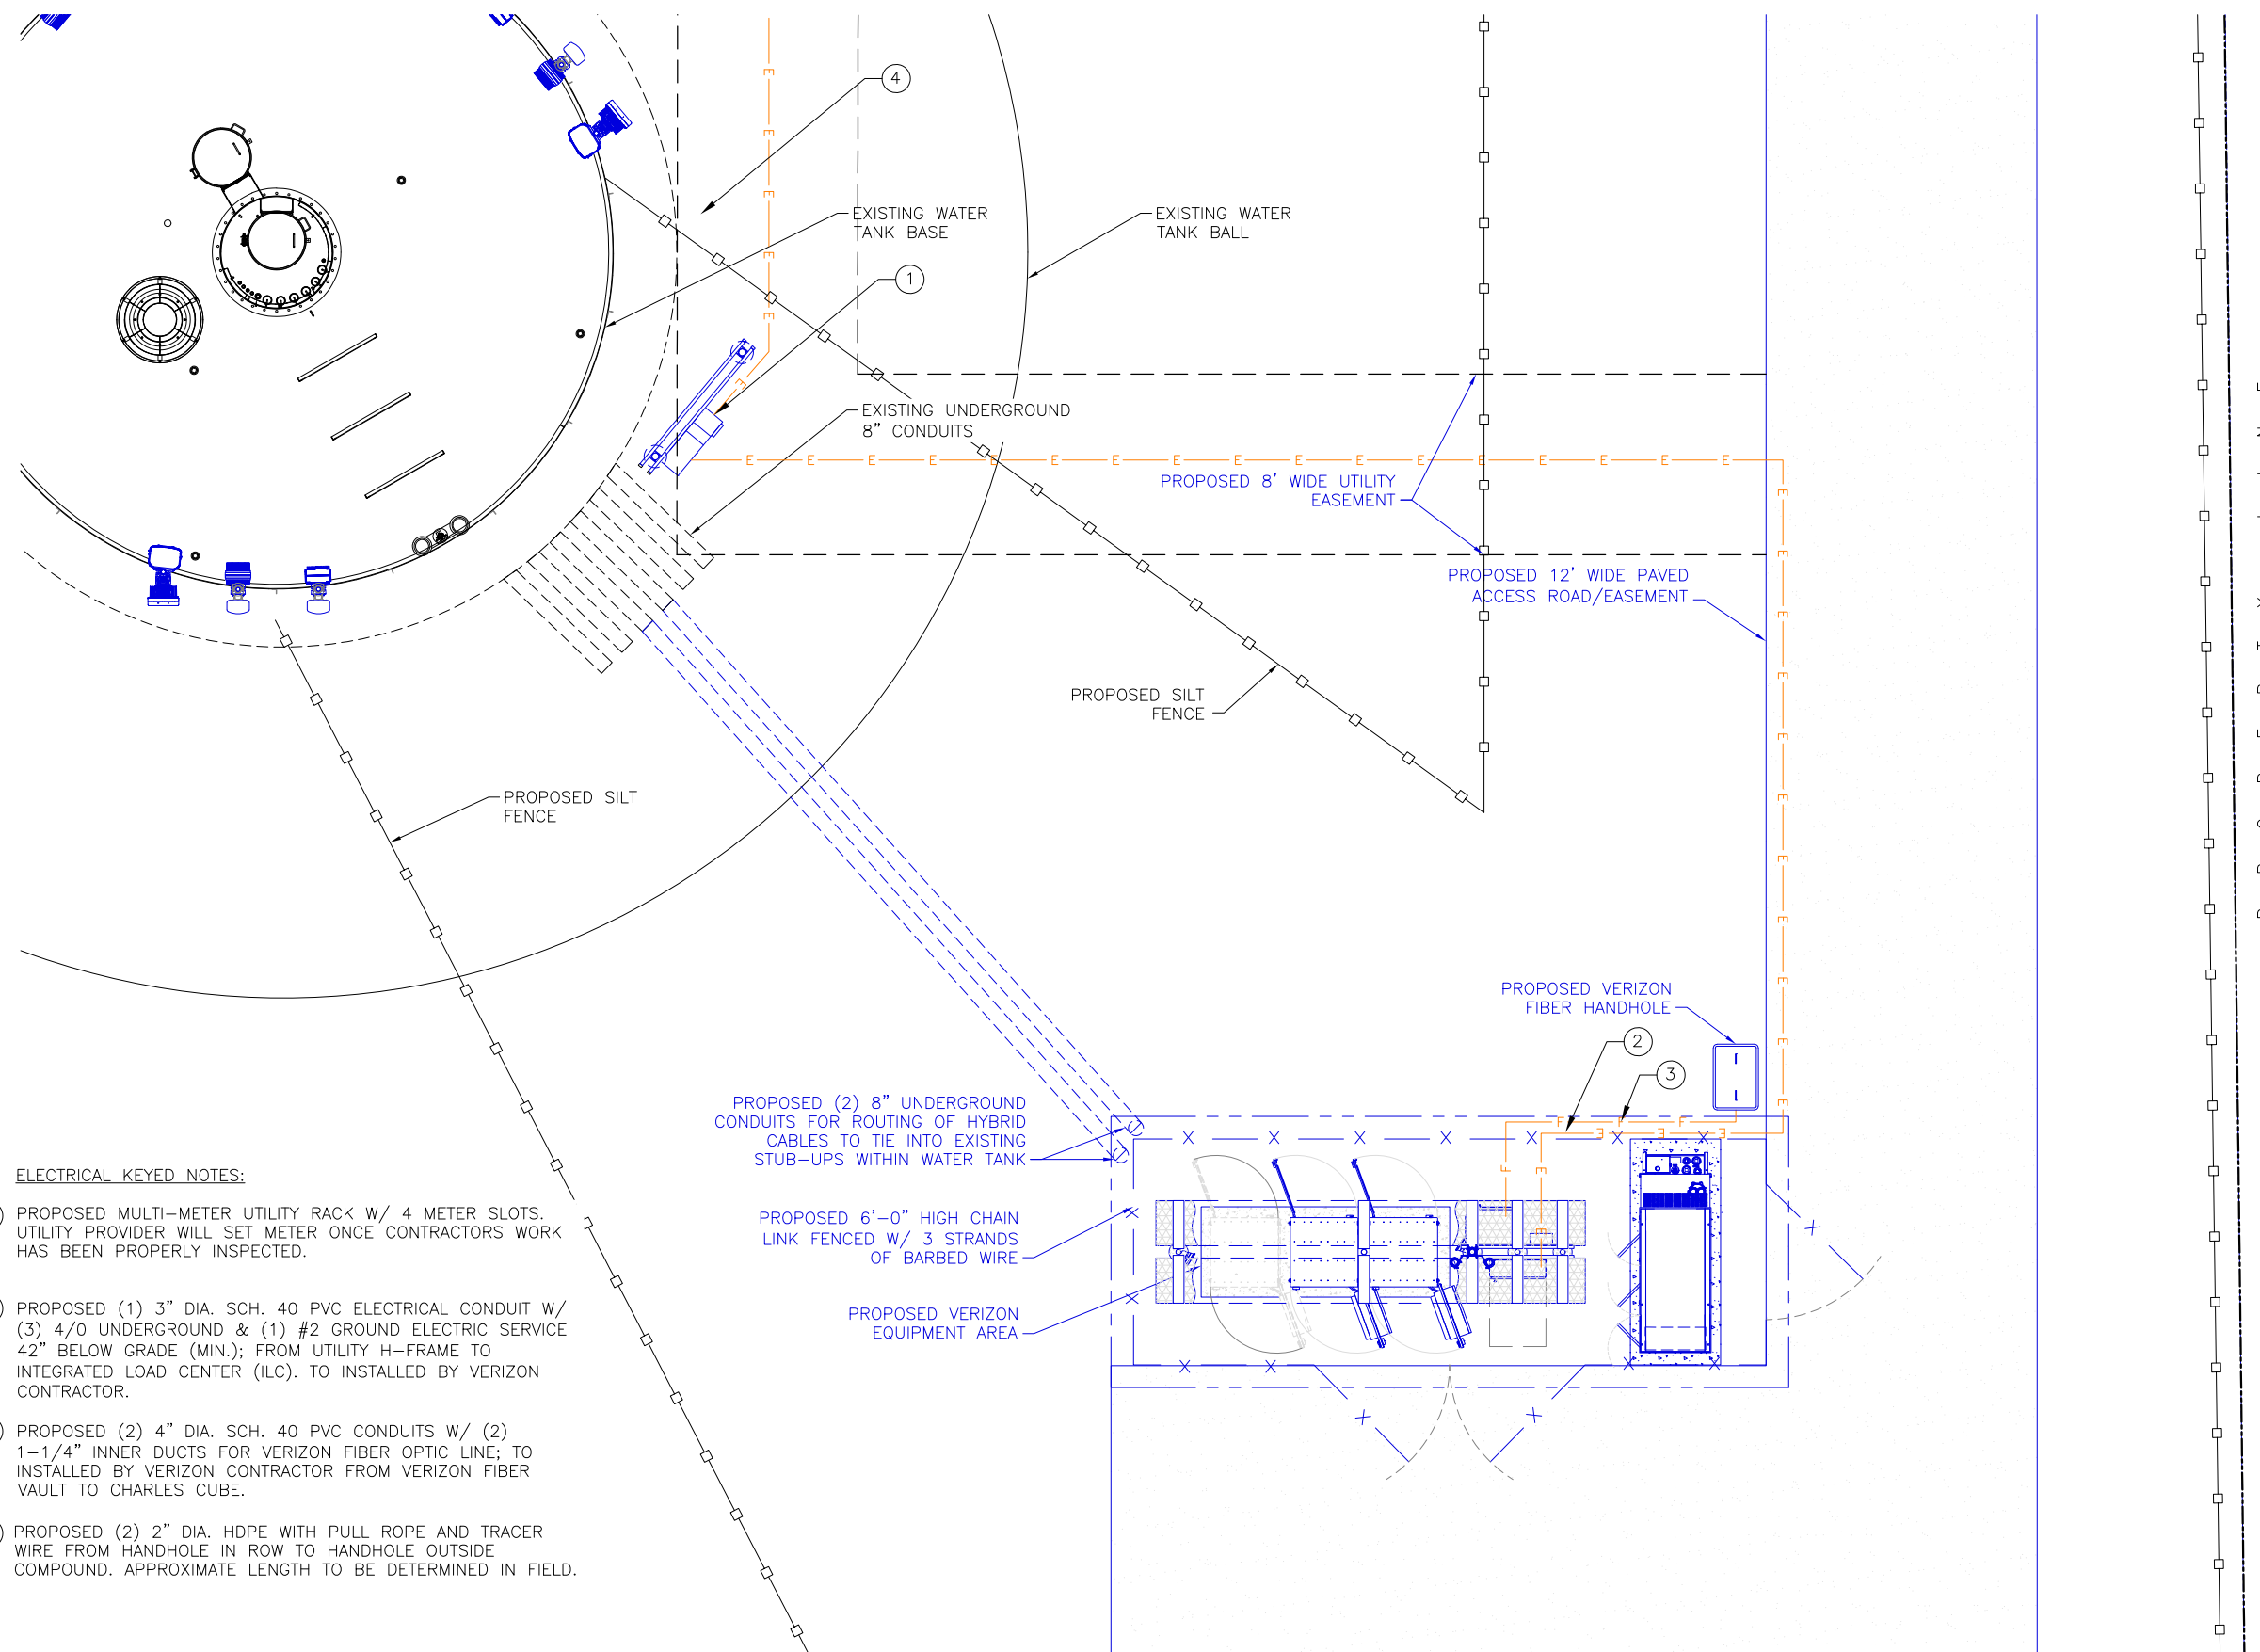 4
EXISTING WATER
TANK BASE
EXISTING WATER
TANK BALL
1
EXISTING UNDERGROUND
8" CONDUITS
PROPOSED 8' WIDE UTILITY
EASEMENT
PROPOSED 12' WIDE PAVED
ACCESS ROAD/EASEMENT
PROPOSED SILT
FENCE
PROPOSED SILT
FENCE
PROPOSED VERIZON
FIBER HANDHOLE
2
3
PROPOSED (2) 8" UNDERGROUND
CONDUITS FOR ROUTING OF HYBRID
CABLES TO TIE INTO EXISTING
STUB-UPS WITHIN WATER TANK
PROPOSED 6'-0" HIGH CHAIN
LINK FENCED W/ 3 STRANDS
OF BARBED WIRE
PROPOSED VERIZON
EQUIPMENT AREA
ELECTRICAL KEYED NOTES:
PROPOSED MULTI-METER UTILITY RACK W/ 4 METER SLOTS.
UTILITY PROVIDER WILL SET METER ONCE CONTRACTORS WORK
HAS BEEN PROPERLY INSPECTED.
PROPOSED (1) 3" DIA. SCH. 40 PVC ELECTRICAL CONDUIT W/
(3) 4/0 UNDERGROUND & (1) #2 GROUND ELECTRIC SERVICE
42" BELOW GRADE (MIN.); FROM UTILITY H-FRAME TO
INTEGRATED LOAD CENTER (ILC). TO INSTALLED BY VERIZON
CONTRACTOR.
PROPOSED (2) 4" DIA. SCH. 40 PVC CONDUITS W/ (2)
1-1/4" INNER DUCTS FOR VERIZON FIBER OPTIC LINE; TO
INSTALLED BY VERIZON CONTRACTOR FROM VERIZON FIBER
VAULT TO CHARLES CUBE.
PROPOSED (2) 2" DIA. HDPE WITH PULL ROPE AND TRACER
WIRE FROM HANDHOLE IN ROW TO HANDHOLE OUTSIDE
COMPOUND. APPROXIMATE LENGTH TO BE DETERMINED IN FIELD.